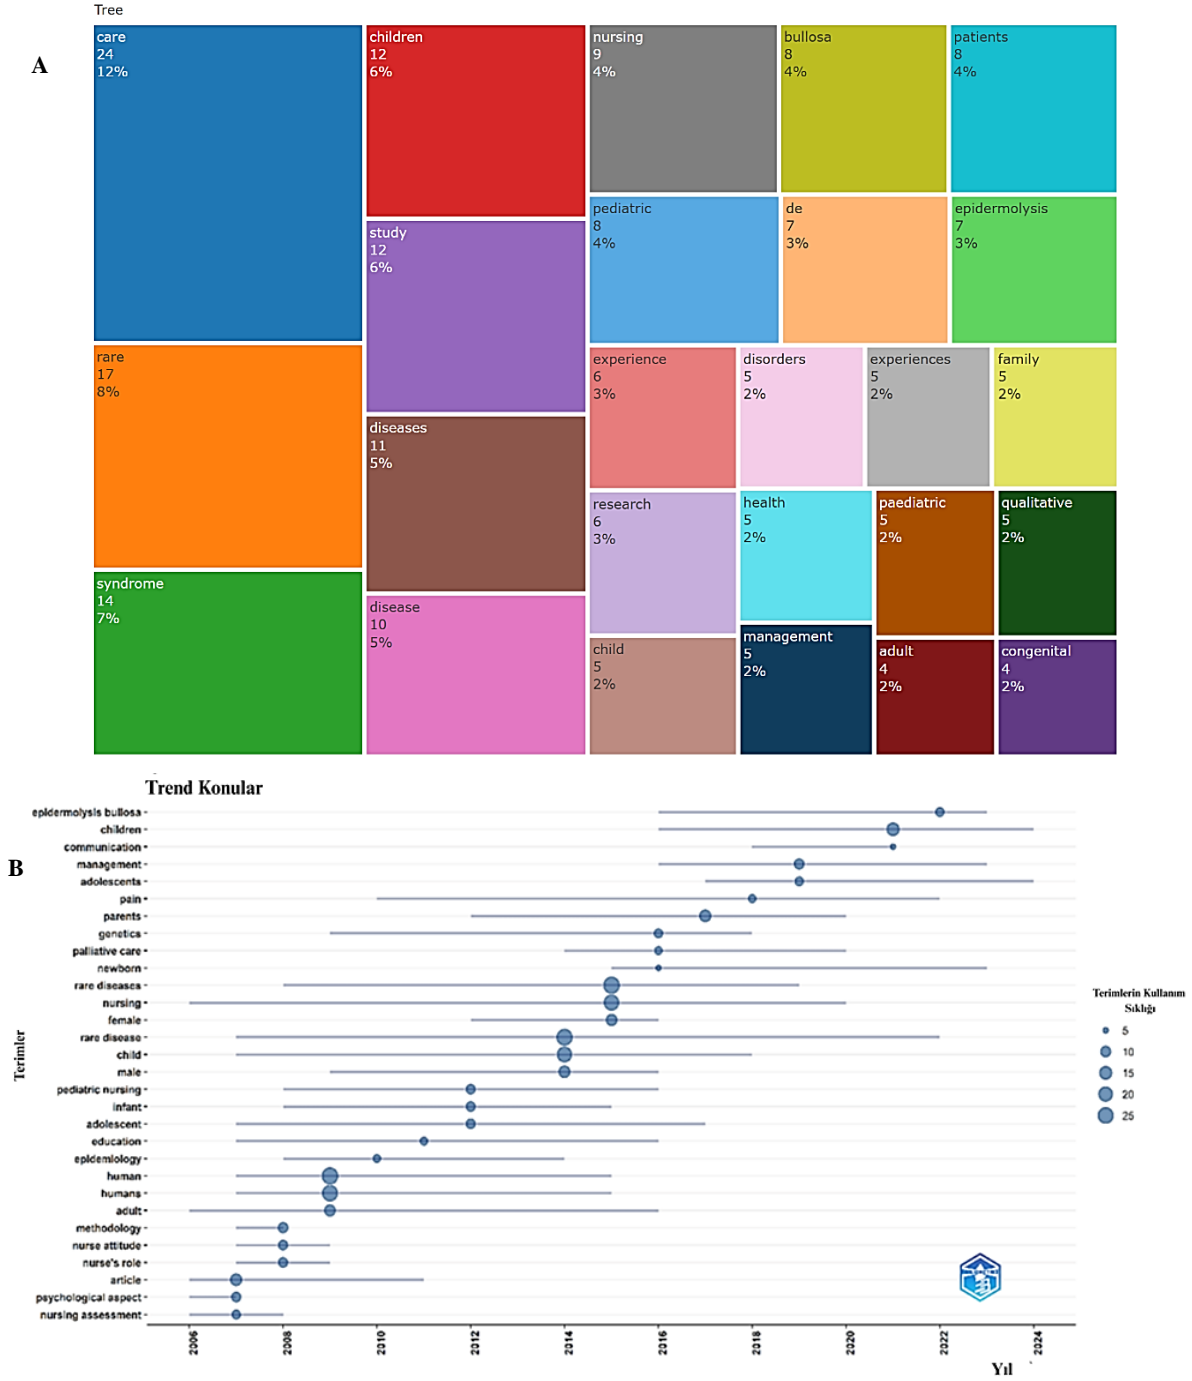 Tree
A
care
24
12%
children
12
6%
nursing
9
4%
bullosa
8
4%
patients
8
4%
pediatric
8
4%
de
7
3%
epidermolysis
7
3%
study
12
6%
rare
17
8%
experience
6
3%
disorders
5
2%
experiences
5
2%
family
5
2%
diseases
11
5%
research
6
3%
health
5
2%
paediatric
5
2%
qualitative
5
2%
syndrome
14
7%
disease
10
5%
child
5
2%
management
5
2%
adult
4
2%
congenital
4
2%
Trend Konular
B
epidermolysis bullosa
children
communication
management
adolescents
pain
parents
genetics
palliative care
newborn
rare diseases
nursing
female
rare disease
child
male
pediatric nursing
infant
adolescent
education
epidemiology
human
humans
adult
methodology
nurse attitude
nurse's role
article
psychological aspect
nursing assessment
Terimler
Terimlerin Kullanım
Sıklığı
5
10
15
20
25
2006
2008
2010
2012
2014
2016
2018
2020
2022
2024
Yıl